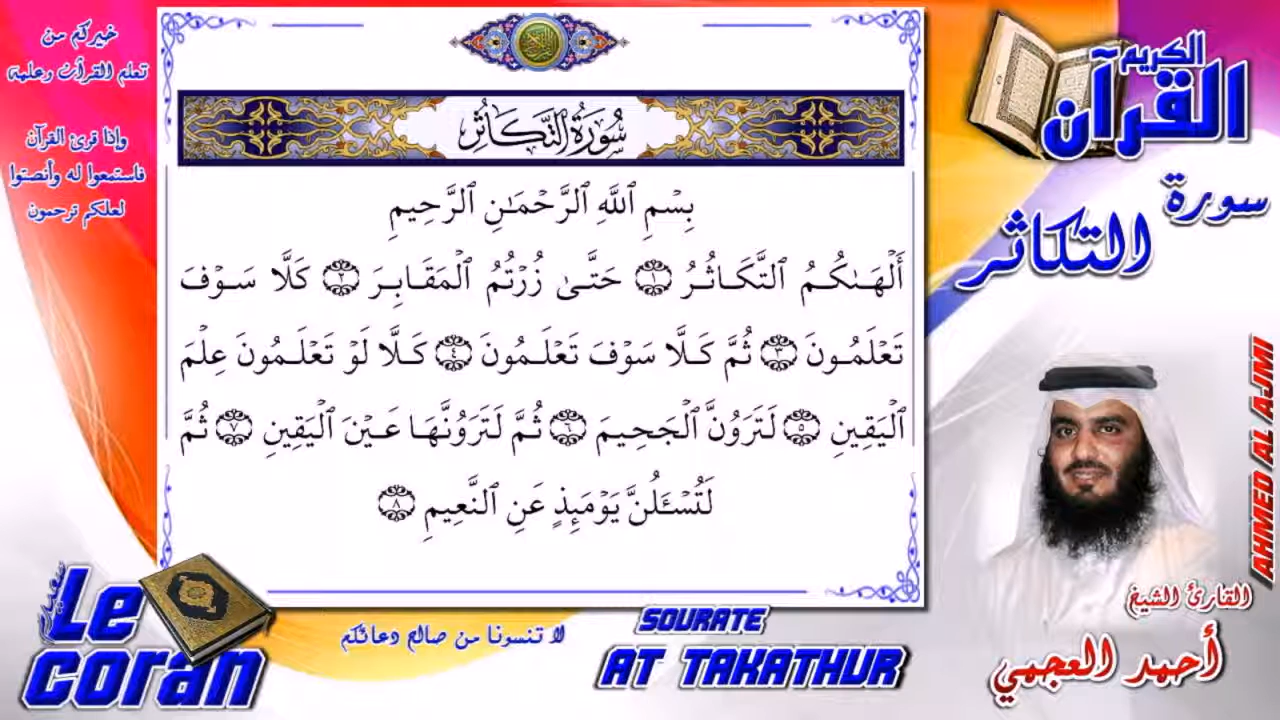 خيركم من
تعلم القرآن وعلمه
وإذا قرئ القرآن
فاستمعوا له وأنصتوا
لعلكم ترحمون
سُورَةُ التَّكَاثُرِ
بِسْمِ ٱللَّهِ ٱلرَّحْمَـٰنِ ٱلرَّحِيمِ
أَلْهَىٰكُمُ ٱلتَّكَاثُرُ ١ حَتَّىٰ زُرْتُمُ ٱلْمَقَابِرَ ٢ كَلَّا سَوْفَ
تَعْلَمُونَ ٣ ثُمَّ كَلَّا سَوْفَ تَعْلَمُونَ ٤ كَلَّا لَوْ تَعْلَمُونَ عِلْمَ
ٱلْيَقِينِ ٥ لَتَرَوُنَّ ٱلْجَحِيمَ ٦ ثُمَّ لَتَرَوُنَّهَا عَيْنَ ٱلْيَقِينِ ٧ ثُمَّ
لَتُسْـَٔلُنَّ يَوْمَئِذٍ عَنِ ٱلنَّعِيمِ ٨
القرآن الكريم
سورة
التكاثر
AHMED AL AJMI
القارئ الشيخ
أحمد العجمي
سعيد
Le
coran
لا تنسونا من صالح دعائكم
SOURATE
AT TAKATHUR